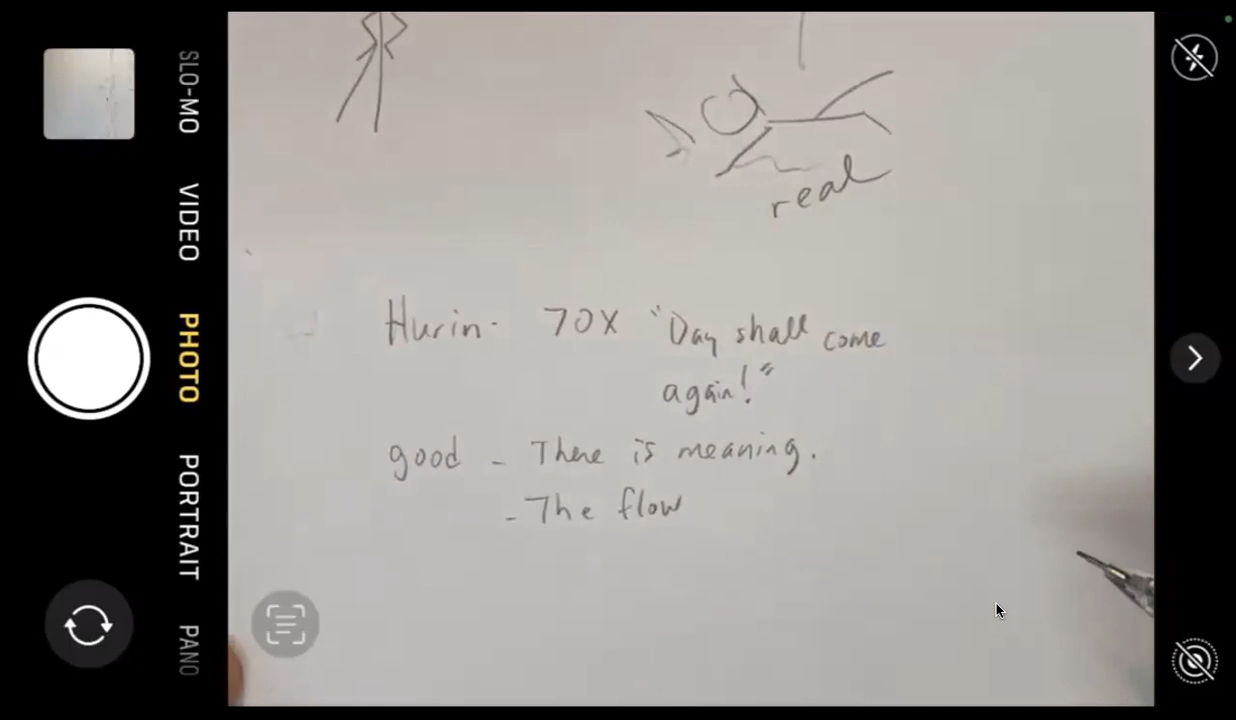 SLO-MO
VIDEO
PHOTO
PORTRAIT
PANO
real
Hurin. 70X "Day shall come
again!"
good - There is meaning.
- The flow